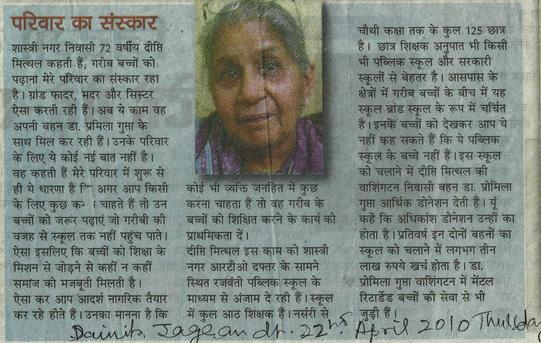 परिवार का संस्कार
शास्त्री नगर निवासी 72 वर्षीय दीप्ति
मित्थल कहती हैं, गरीब बच्चों को
पढ़ाना मेरे परिवार का संस्कार रहा
है। ग्रांड फादर, मदर और सिस्टर
ऐसा करती रही हैं। अब ये काम वह
अपनी बहन डा. प्रमिला गुप्ता के
साथ मिल कर रही हैं। उनके परिवार
के लिए ये कोई नई बात नहीं है।
वह कहती हैं मेरे परिवार में शुरू से
ही ये धारणा है अगर आप किसी
के लिए कुछ चाहते हैं तो उन
बच्चों को जरूर पढ़ाएं जो गरीबी की
वजह से स्कूल तक नहीं पहुंच पाते।
ऐसा इसलिए कि बच्चों को शिक्षा के
मिशन से जोड़ने से कहीं न कहीं
समाज को मजबूती मिलती है।
ऐसा कर आप आदर्श नागरिक तैयार
कर रहे होते हैं। उनका मानना है कि
कोई भी व्यक्ति जनहित में कुछ
करना चाहता हैं तो वह गरीब के
बच्चों को शिक्षित करने के कार्य को
प्राथमिकता दें।
दीप्ति मित्थल इस काम को शास्त्री
नगर आरटीओ दफ्तर के सामने
स्थित रजवंती पब्लिक स्कूल के
माध्यम से अंजाम दे रही हैं। स्कूल
में कुल आठ शिक्षक हैं। नर्सरी से
चौथी कक्षा तक के कुल 125 छात्र
है। छात्र शिक्षक अनुपात भी किसी
भी पब्लिक स्कूल और सरकारी
स्कूलों से बेहतर है। आसपास के
क्षेत्रों में गरीब बच्चों के बीच में यह
स्कूल ब्रांड स्कूल के रूप में चर्चित
है। इनके बच्चों को देखकर आप ये
नहीं कह सकते हैं कि ये पब्लिक
स्कूल के बच्चे नहीं हैं। इस स्कूल
को चलाने में दीप्ति मित्थल की
वाशिंगटन निवासी बहन डा. प्रोमिला
गुप्ता आर्थिक डोनेशन देती है। यूं
कहें कि अधिकांश डोनेशन उन्हीं का
होता है। प्रतिवर्ष इन दोनों बहनों का
स्कूल को चलाने में लगभग तीन
लाख रुपये खर्च होता है। डा.
प्रोमिला गुप्ता वाशिंगटन में मेंटल
रिटार्डेड बच्चों की सेवा से भी
जुड़ी हैं।
Dainik Jagran dt. 22nd April 2010 Thursday